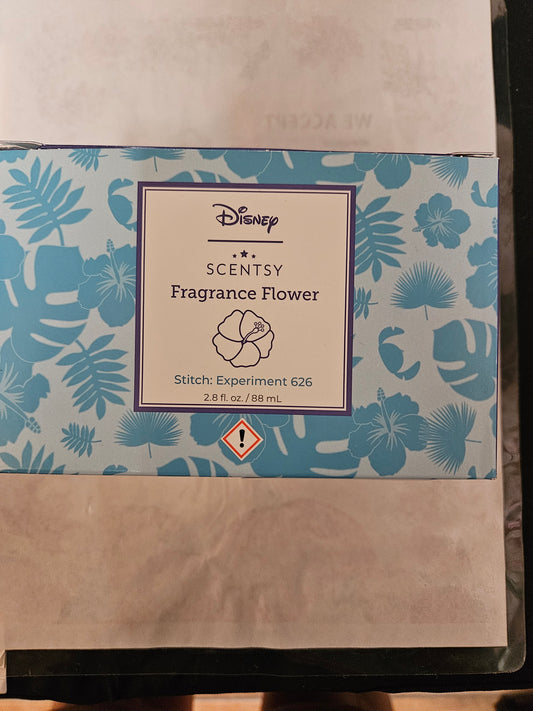 WE ACCEPT
Disney
SCENTSY
Fragrance Flower
Stitch: Experiment 626
2.8 fl. oz. / 88 mL
!